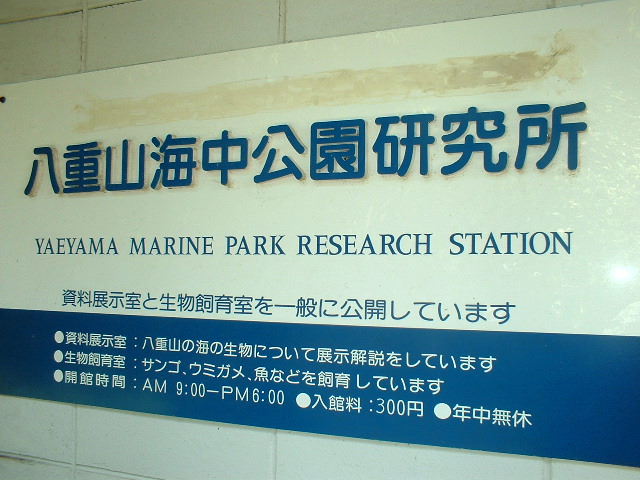 八重山海中公園研究所
YAEYAMA MARINE PARK RESEARCH STATION
資料展示室と生物飼育室を一般に公開しています
●資料展示室：八重山の海の生物について展示解説をしています
●生物飼育室：サンゴ、ウミガメ、魚などを飼育しています
●開館時間：AM 9:00－PM6:00 ●入館料：300円 ●年中無休